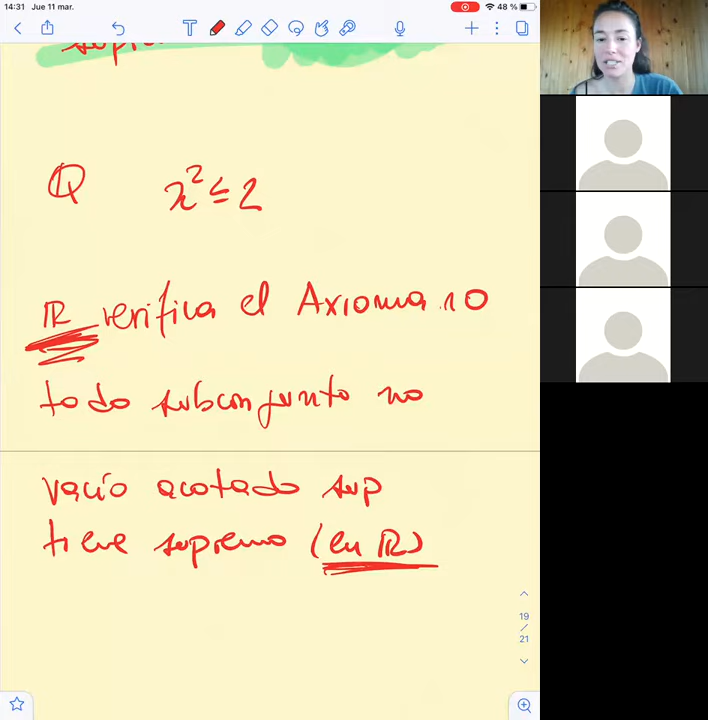 14:31 Jue 11 mar.
48 %
supremo
ℚ x² ≤ 2
ℝ verifica el Axioma 10
todo subconjunto no
vacío acotado sup
tiene supremo (en ℝ)
19
/
21